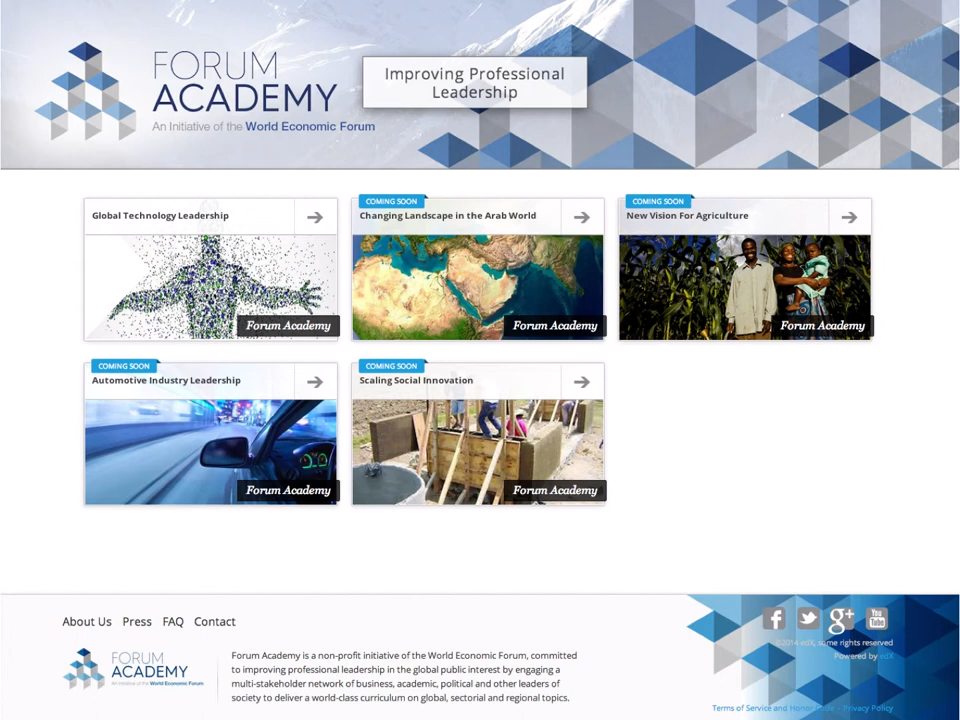 FORUM
ACADEMY
An Initiative of the World Economic Forum
Improving Professional
Leadership
Global Technology Leadership
Forum Academy
COMING SOON
Changing Landscape in the Arab World
Forum Academy
COMING SOON
New Vision For Agriculture
Forum Academy
COMING SOON
Automotive Industry Leadership
Forum Academy
COMING SOON
Scaling Social Innovation
Forum Academy
About Us Press FAQ Contact
FORUM
ACADEMY
An Initiative of the World Economic Forum
Forum Academy is a non-profit initiative of the World Economic Forum, committed
to improving professional leadership in the global public interest by engaging a
multi-stakeholder network of business, academic, political and other leaders of
society to deliver a world-class curriculum on global, sectorial and regional topics.
f g+ You Tube
©2014 edX, some rights reserved
Powered by edX
Terms of Service and Honor Code - Privacy Policy